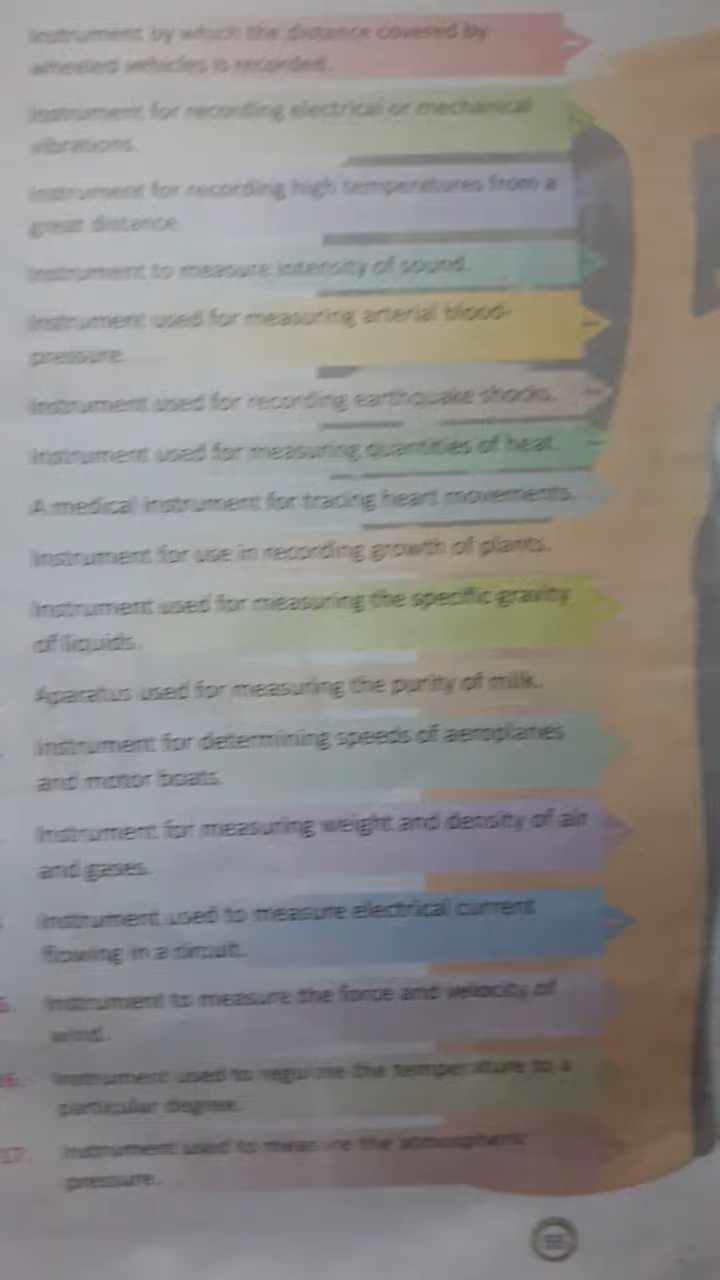 Instrument by which the distance covered by
wheeled vehicles is recorded.
Instrument for recording electrical or mechanical
vibrations.
Instrument for recording high temperatures from a
great distance.
Instrument to measure intensity of sound.
Instrument used for measuring arterial blood-
pressure.
Instrument used for recording earthquake shocks.
Instrument used for measuring quantities of heat.
A medical instrument for tracing heart movements.
Instrument for use in recording growth of plants.
Instrument used for measuring the specific gravity
of liquids.
Aparatus used for measuring the purity of milk.
Instrument for determining speeds of aeroplanes
and motor boats.
Instrument for measuring weight and density of air
and gases.
Instrument used to measure electrical current
flowing in a circuit.
Instrument to measure the force and velocity of
wind.
16. Instrument used to regulate the temperature to a
particular degree.
17. Instrument used to measure the atmospheric
pressure.